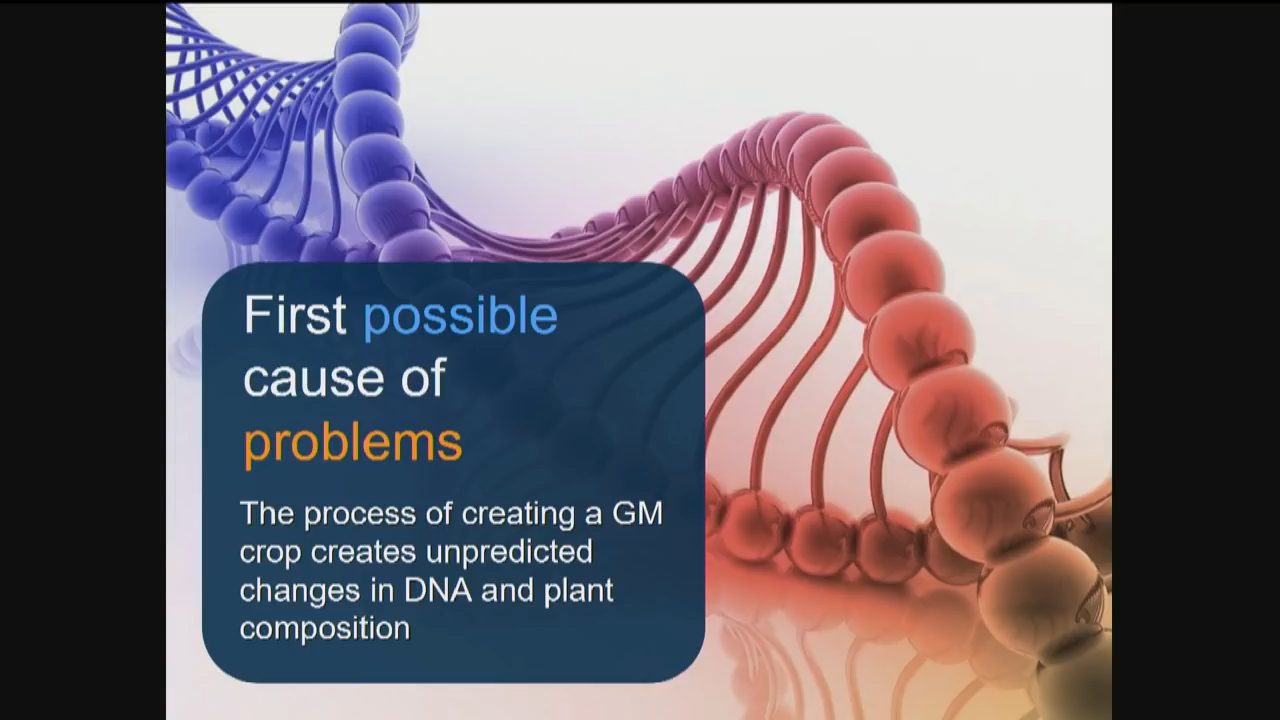 First possible
cause of
problems
The process of creating a GM
crop creates unpredicted
changes in DNA and plant
composition